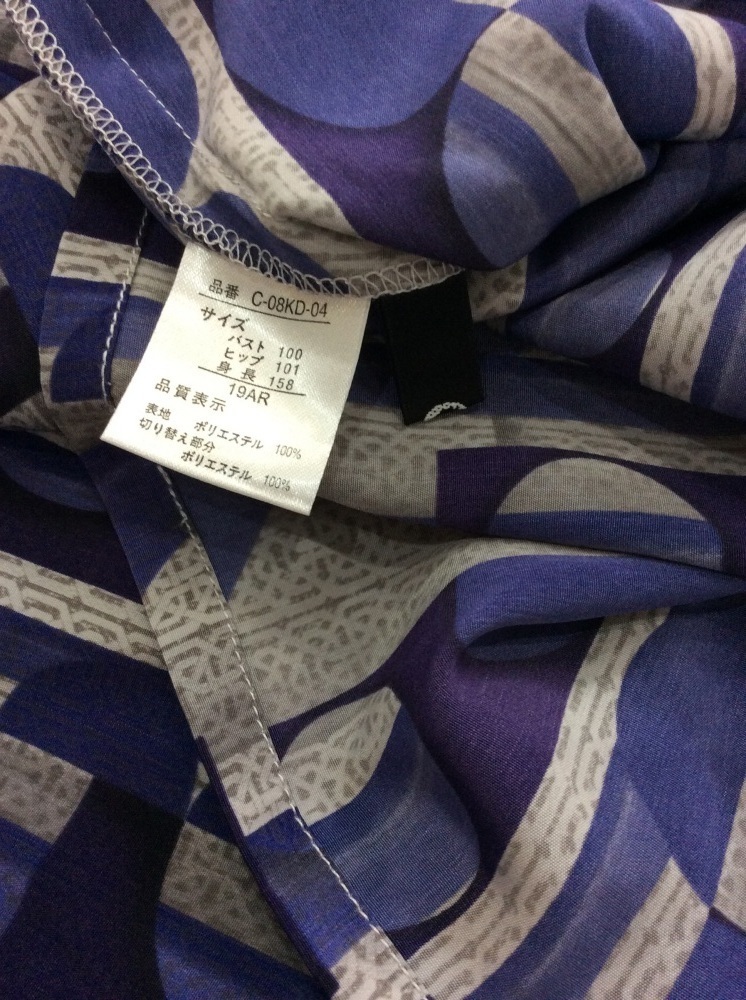 品番 C-08KD-04
サイズ
バスト 100
ヒップ 101
身長 158
19AR
品質表示
表地 ポリエステル 100%
切り替え部分
ポリエステル 100%